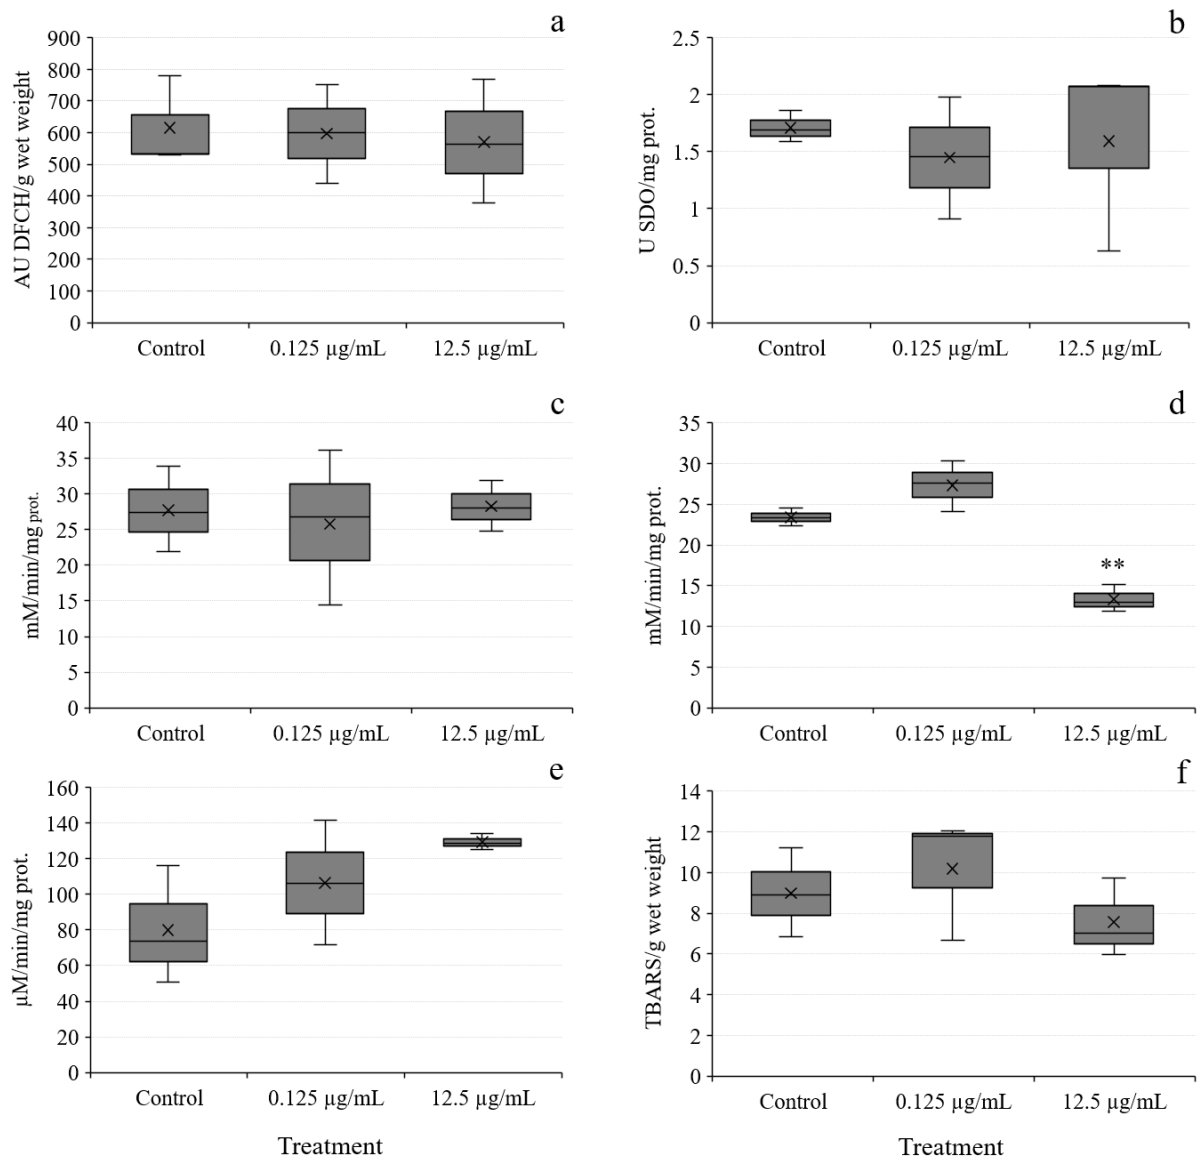 a
AU DFCH/g wet weight
900
800
700
600
500
400
300
200
100
0
Control
0.125 µg/mL
12.5 µg/mL
b
U SDO/mg prot.
2.5
2
1.5
1
0.5
0
Control
0.125 µg/mL
12.5 µg/mL
c
mM/min/mg prot.
40
35
30
25
20
15
10
5
0
Control
0.125 µg/mL
12.5 µg/mL
d
mM/min/mg prot.
35
30
25
20
15
10
5
0
**
Control
0.125 µg/mL
12.5 µg/mL
e
µM/min/mg prot.
160
140
120
100
80
60
40
20
0
Control
0.125 µg/mL
12.5 µg/mL
Treatment
f
TBARS/g wet weight
14
12
10
8
6
4
2
0
Control
0.125 µg/mL
12.5 µg/mL
Treatment